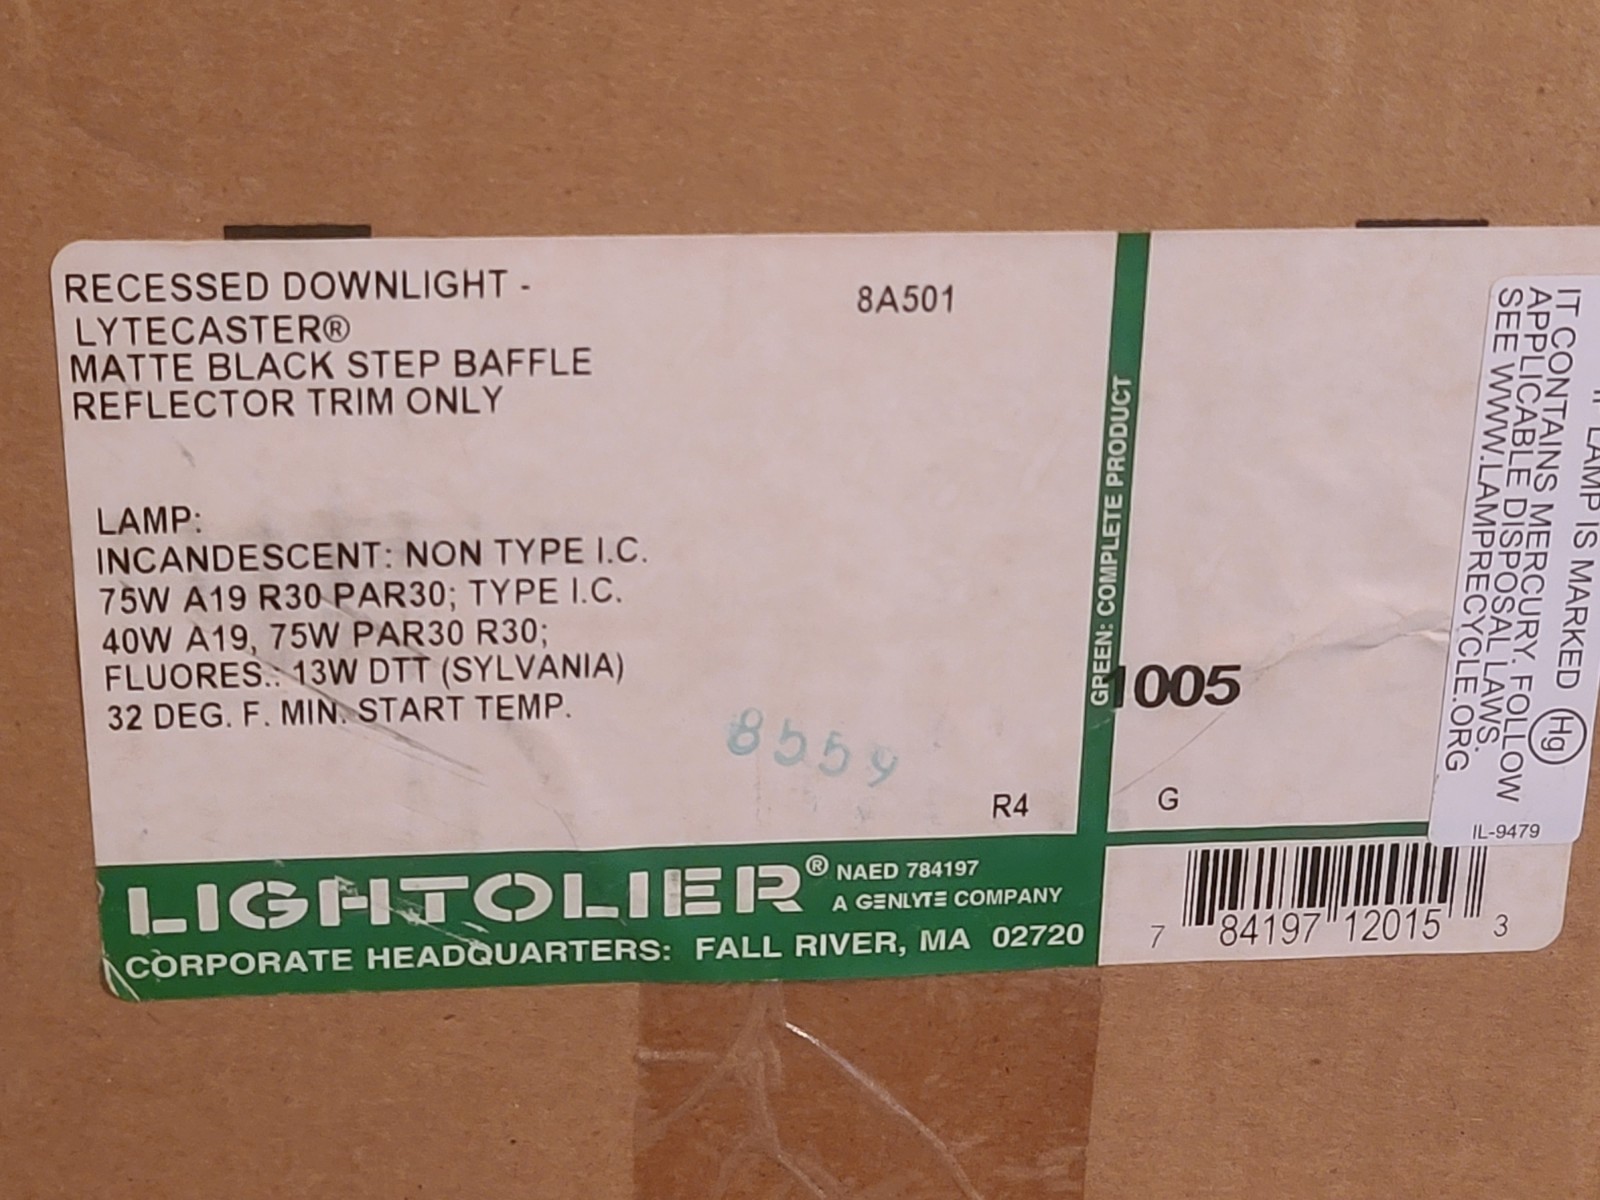 RECESSED DOWNLIGHT -
LYTECASTER®
MATTE BLACK STEP BAFFLE
REFLECTOR TRIM ONLY
8A501
LAMP:
INCANDESCENT: NON TYPE I.C.
75W A19 R30 PAR30; TYPE I.C.
40W A19, 75W PAR30 R30;
FLUORES.: 13W DTT (SYLVANIA)
32 DEG. F. MIN. START TEMP.
8559
R4
GREEN: COMPLETE PRODUCT
1005
G
LAMP IS MARKED Hg
IT CONTAINS MERCURY. FOLLOW
APPLICABLE DISPOSAL LAWS.
SEE WWW.LAMPRECYCLE.ORG
IL-9479
LIGHTOLIER® NAED 784197
A GENLYTE COMPANY
CORPORATE HEADQUARTERS: FALL RIVER, MA 02720
7 84197 12015 3